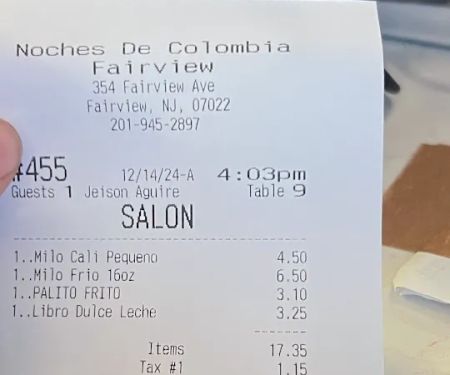 Noches De Colombia
Fairview
354 Fairview Ave
Fairview, NJ, 07022
201-945-2897
#455 12/14/24-A 4:03pm
Guests 1 Jeison Aguire Table 9
SALON
1..Milo Cali Pequeno 4.50
1..Milo Frio 16oz 6.50
1..PALITO FRITO 3.10
1..Libro Dulce Leche 3.25
Items 17.35
Tax #1 1.15